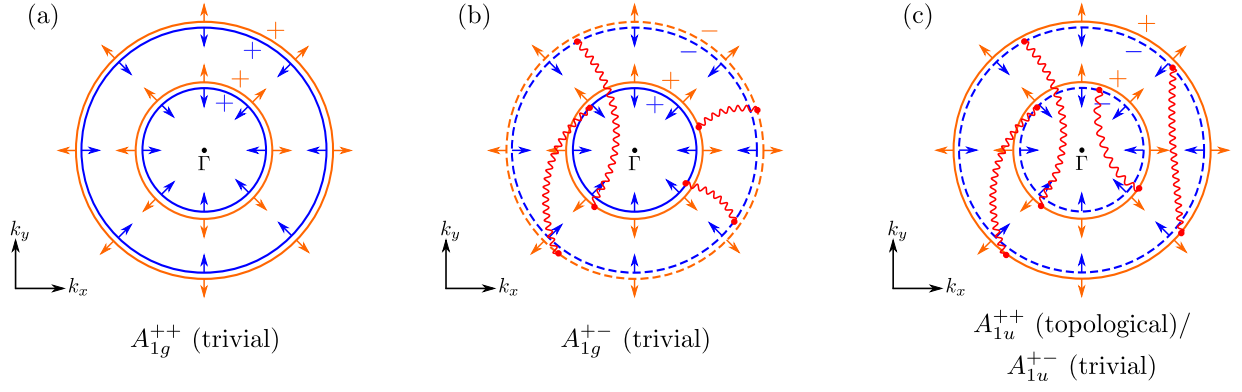 (a)
+
+
+
+
Γ
k_y
k_x
A_{1g}^{++} (trivial)
(b)
−
−
+
+
Γ
k_y
k_x
A_{1g}^{+-} (trivial)
(c)
+
−
+
−
Γ
k_y
k_x
A_{1u}^{++} (topological)/
A_{1u}^{+-} (trivial)